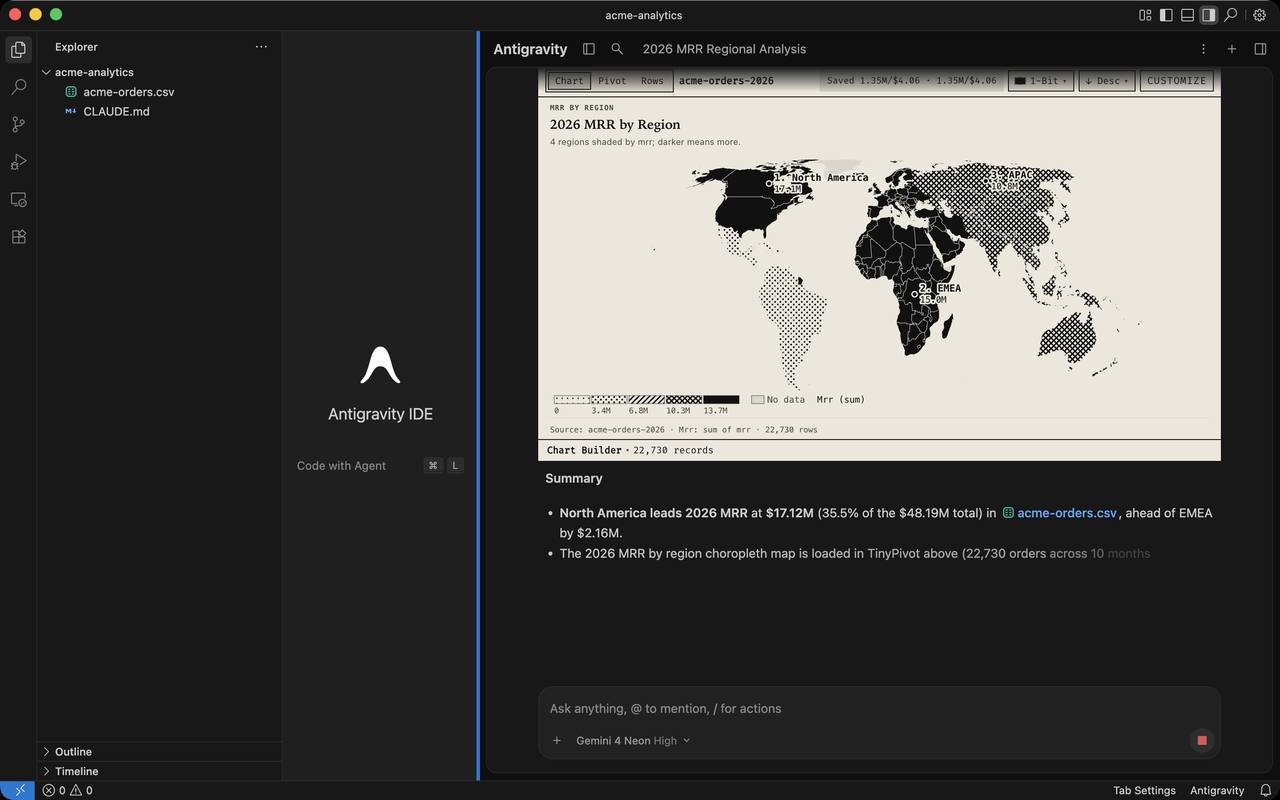 acme-analytics
Explorer
acme-analytics
acme-orders.csv
CLAUDE.md
Outline
Timeline
Antigravity IDE
Code with Agent ⌘ L
Antigravity
2026 MRR Regional Analysis
Chart Pivot Rows acme-orders-2026 Saved 1.35M/$4.06 · 1.35M/$4.06 1-Bit ↓ Desc CUSTOMIZE
MRR BY REGION
2026 MRR by Region
4 regions shaded by mrr; darker means more.
1. North America
17.1M
3. APAC
10.8M
2. EMEA
15.0M
0 3.4M 6.8M 10.3M 13.7M
No data Mrr (sum)
Source: acme-orders-2026 · Mrr: sum of mrr · 22,730 rows
Chart Builder · 22,730 records
Summary
• North America leads 2026 MRR at $17.12M (35.5% of the $48.19M total) in acme-orders.csv, ahead of EMEA
by $2.16M.
• The 2026 MRR by region choropleth map is loaded in TinyPivot above (22,730 orders across 10 months
Ask anything, @ to mention, / for actions
+ Gemini 4 Neon High
0 0
Tab Settings Antigravity